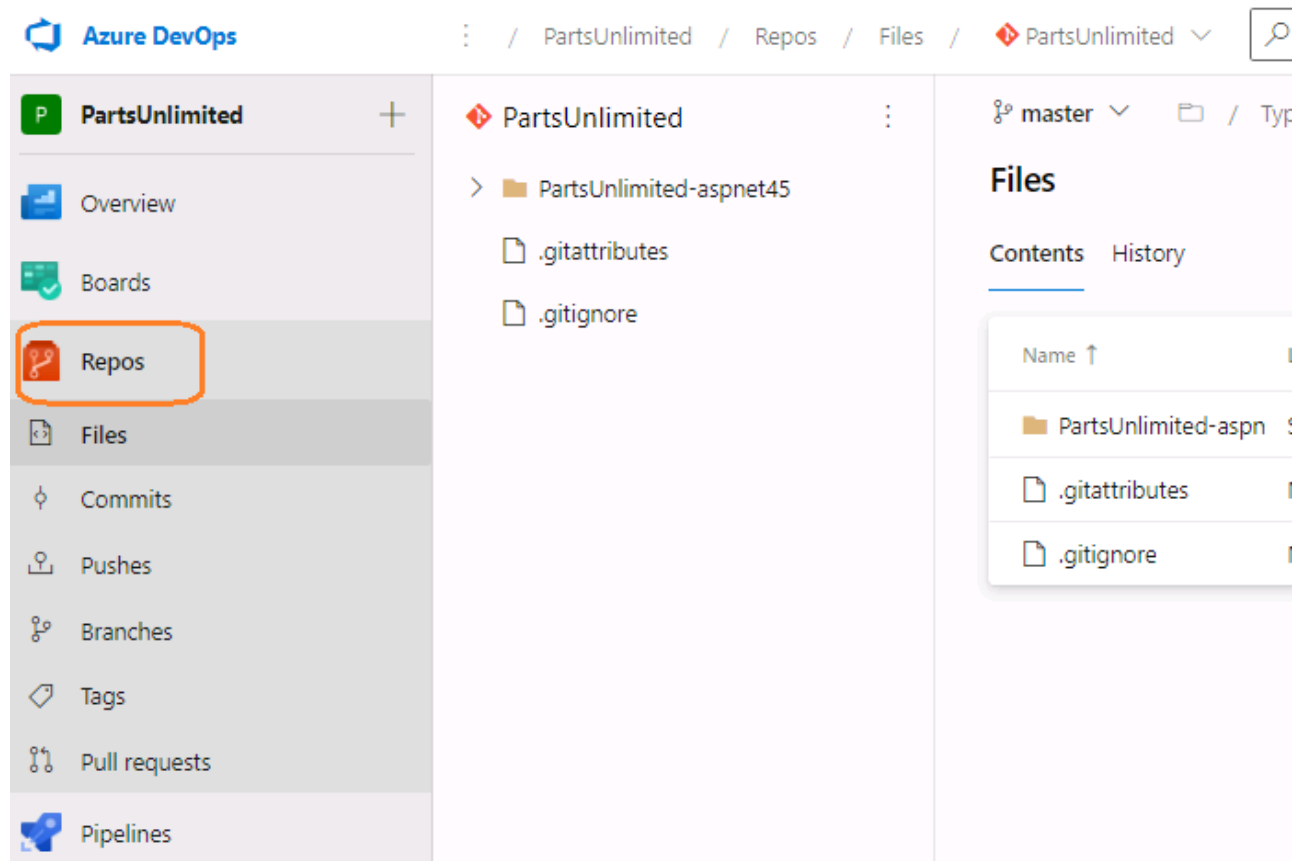 Azure DevOps
/ PartsUnlimited / Repos / Files / PartsUnlimited
P PartsUnlimited
Overview
Boards
Repos
Files
Commits
Pushes
Branches
Tags
Pull requests
Pipelines
PartsUnlimited
PartsUnlimited-aspnet45
.gitattributes
.gitignore
master /
Files
Contents History
Name ↑
PartsUnlimited-aspn
.gitattributes
.gitignore